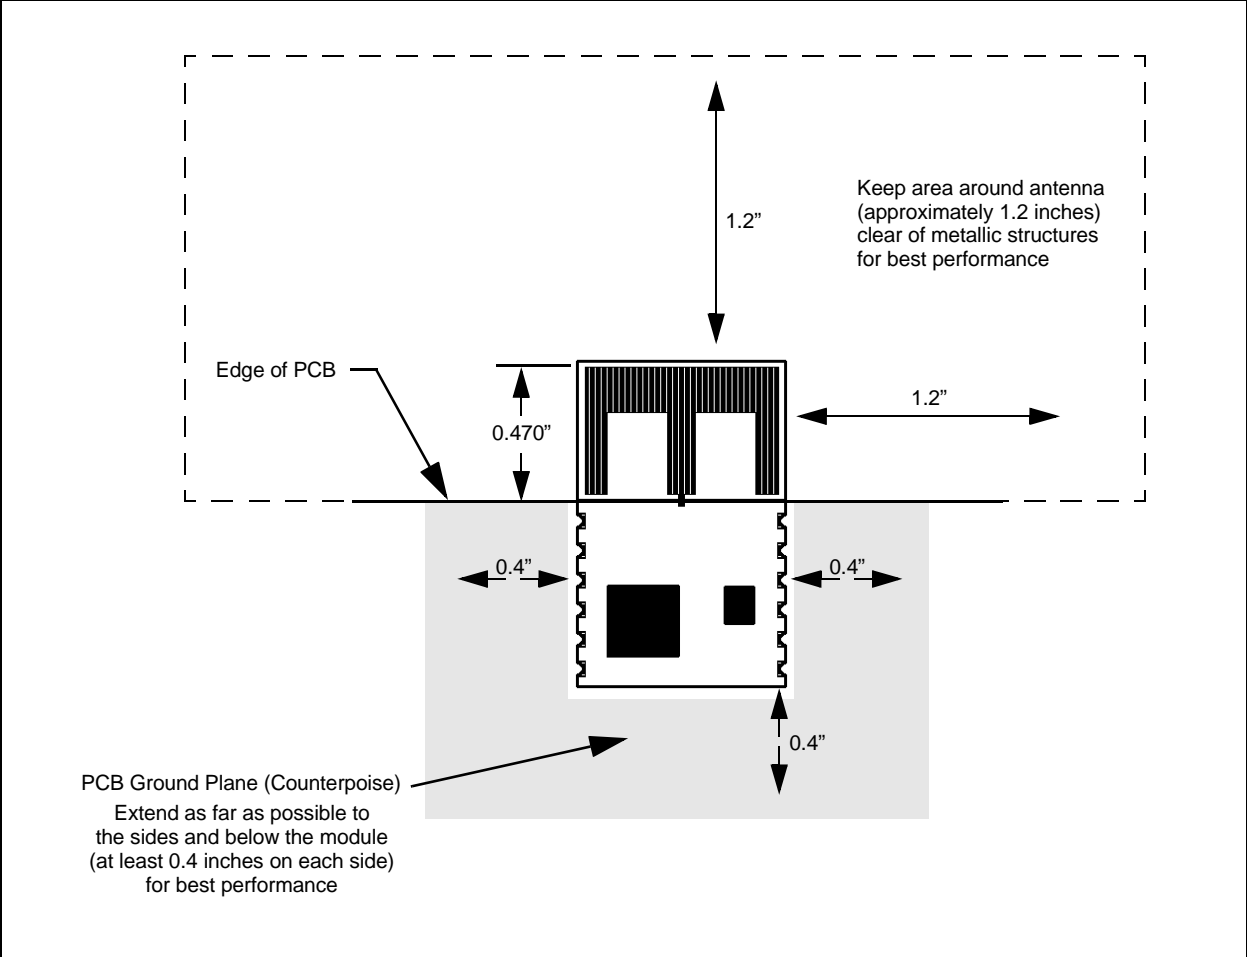 1.2”
Keep area around antenna
(approximately 1.2 inches)
clear of metallic structures
for best performance
Edge of PCB
0.470”
1.2”
0.4”
0.4”
0.4”
PCB Ground Plane (Counterpoise)
Extend as far as possible to
the sides and below the module
(at least 0.4 inches on each side)
for best performance